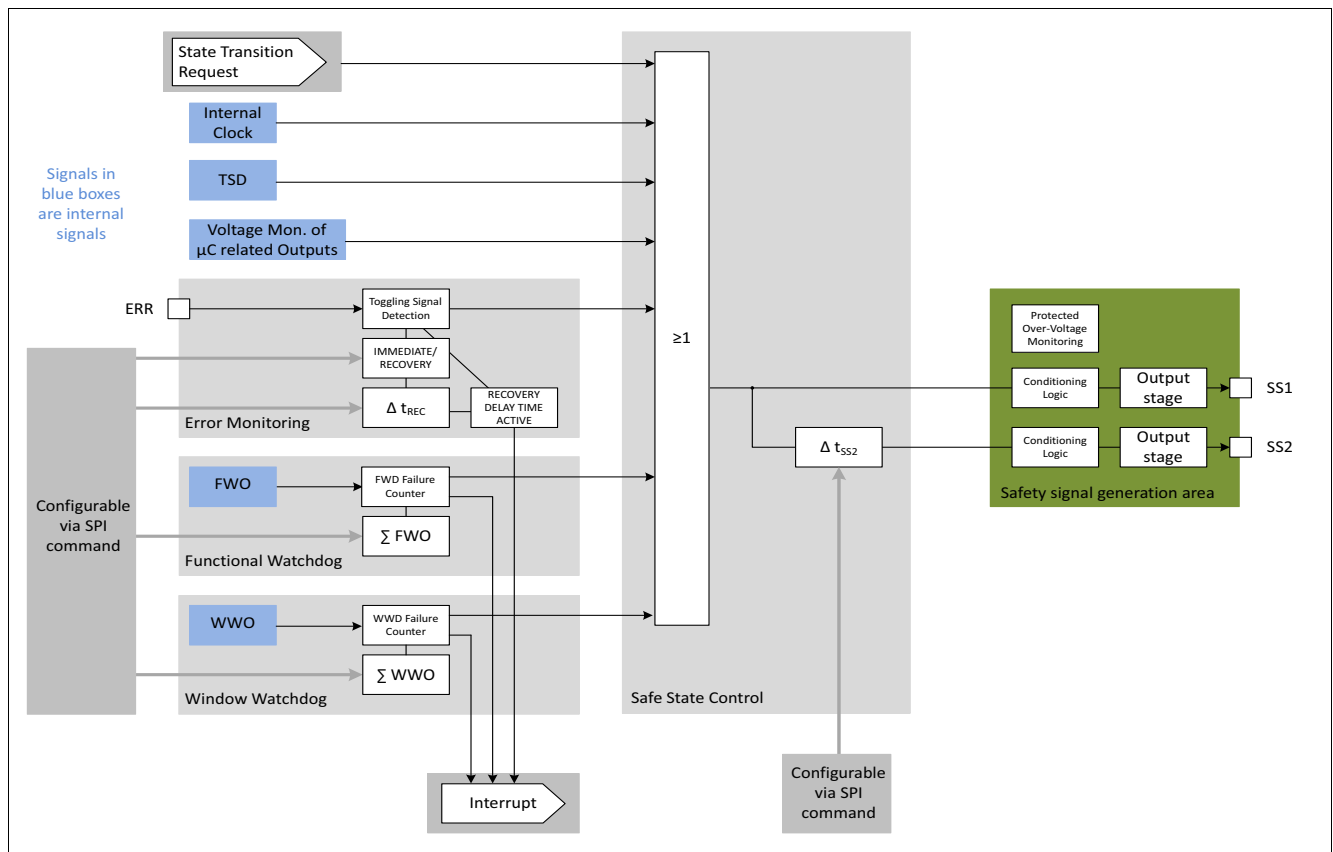 State Transition
Request
Internal
Clock
TSD
Voltage Mon. of
µC related Outputs
Signals in
blue boxes
are internal
signals
ERR
Toggling Signal
Detection
IMMEDIATE/
RECOVERY
Δ tREC
RECOVERY
DELAY TIME
ACTIVE
Error Monitoring
Configurable
via SPI
command
FWO
FWD Failure
Counter
∑ FWO
Functional Watchdog
WWO
WWD Failure
Counter
∑ WWO
Window Watchdog
Interrupt
≥1
Δ tSS2
Safe State Control
Configurable
via SPI
command
Protected
Over-Voltage
Monitoring
Conditioning
Logic
Output
stage
SS1
Conditioning
Logic
Output
stage
SS2
Safety signal generation area